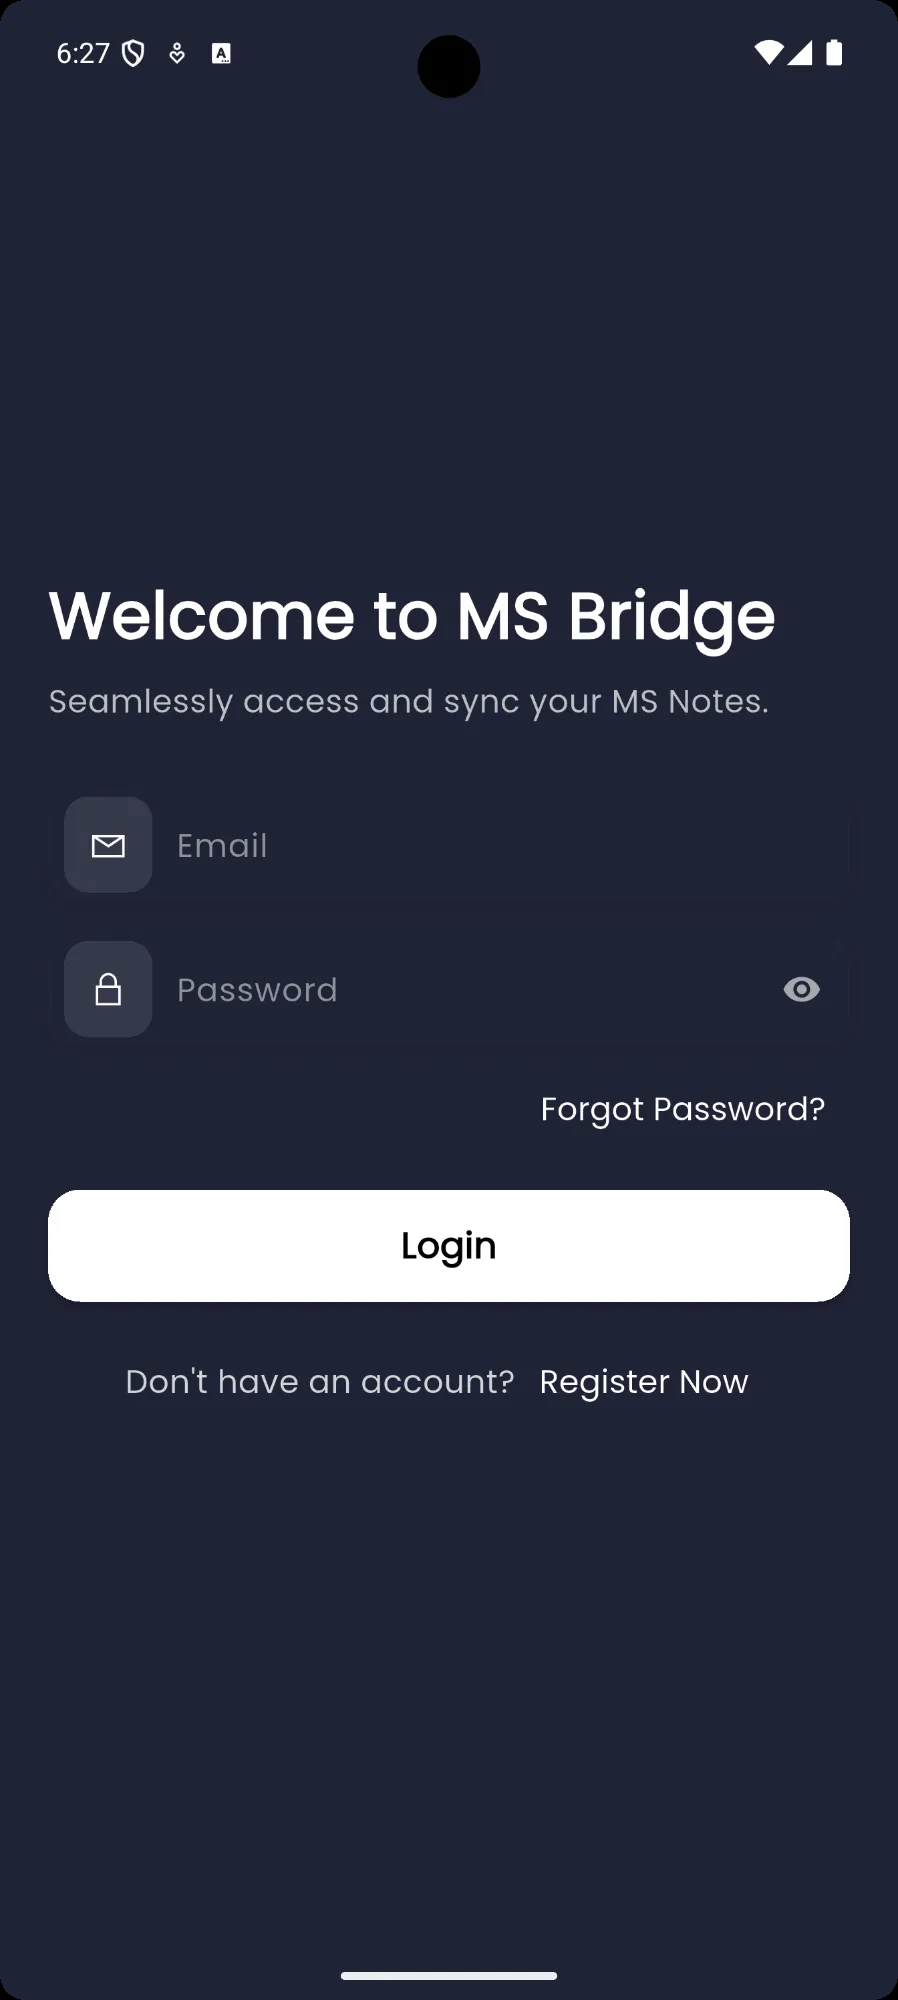 6:27
Welcome to MS Bridge
Seamlessly access and sync your MS Notes.
Email
Password
Forgot Password?
Login
Don't have an account? Register Now